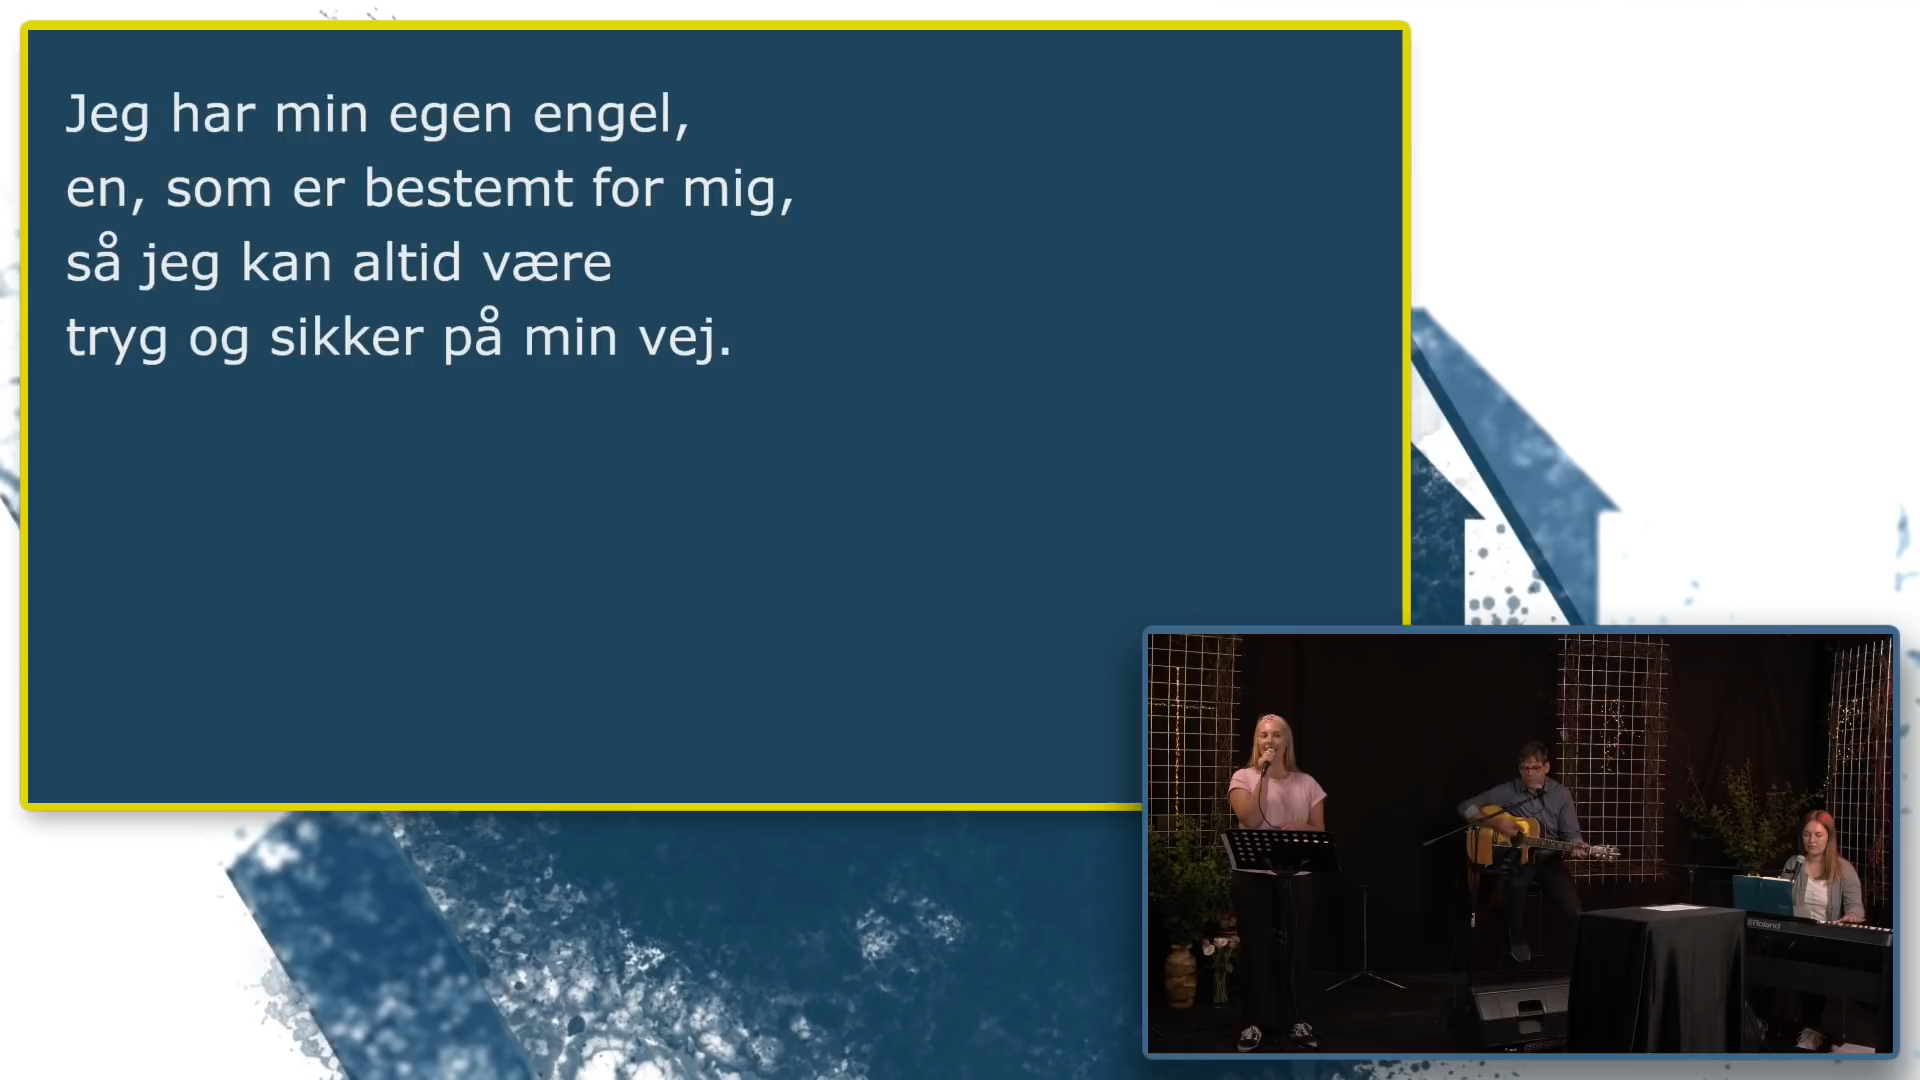 Jeg har min egen engel,
en, som er bestemt for mig,
så jeg kan altid være
tryg og sikker på min vej.
Roland